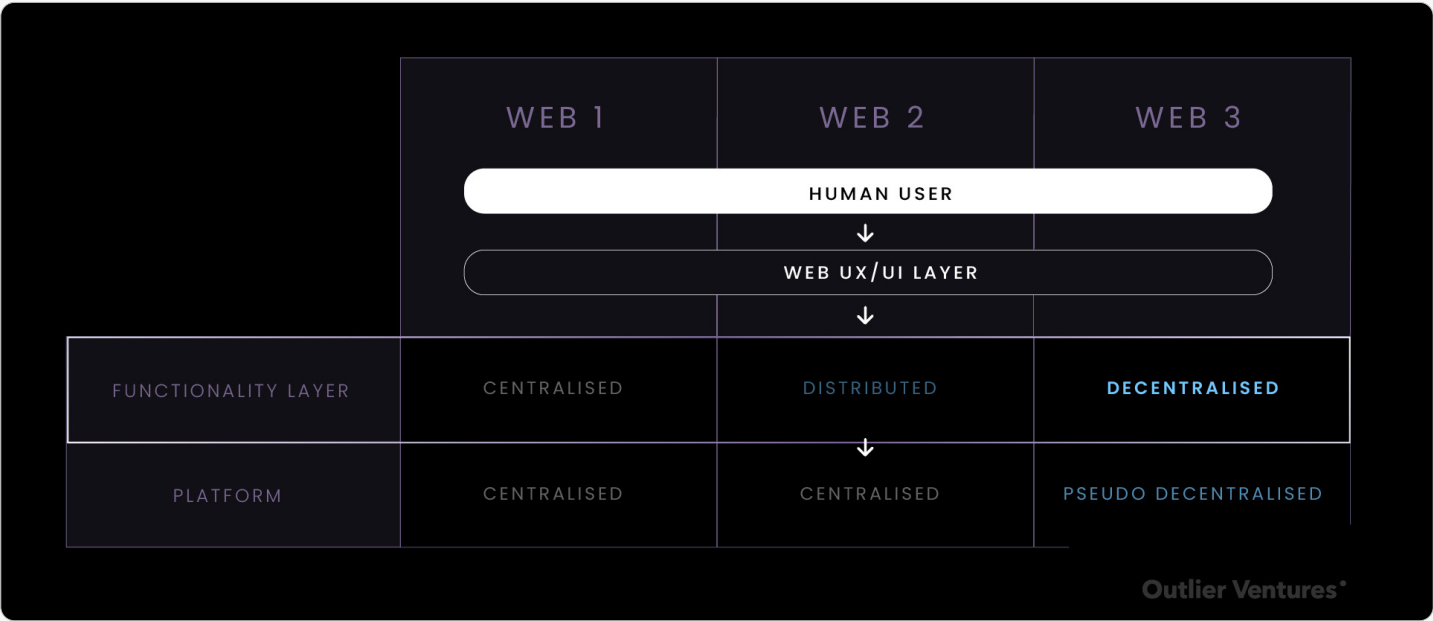 WEB 1 WEB 2 WEB 3
HUMAN USER
WEB UX/UI LAYER
FUNCTIONALITY LAYER CENTRALISED DISTRIBUTED DECENTRALISED
PLATFORM CENTRALISED CENTRALISED PSEUDO DECENTRALISED
Outlier Ventures